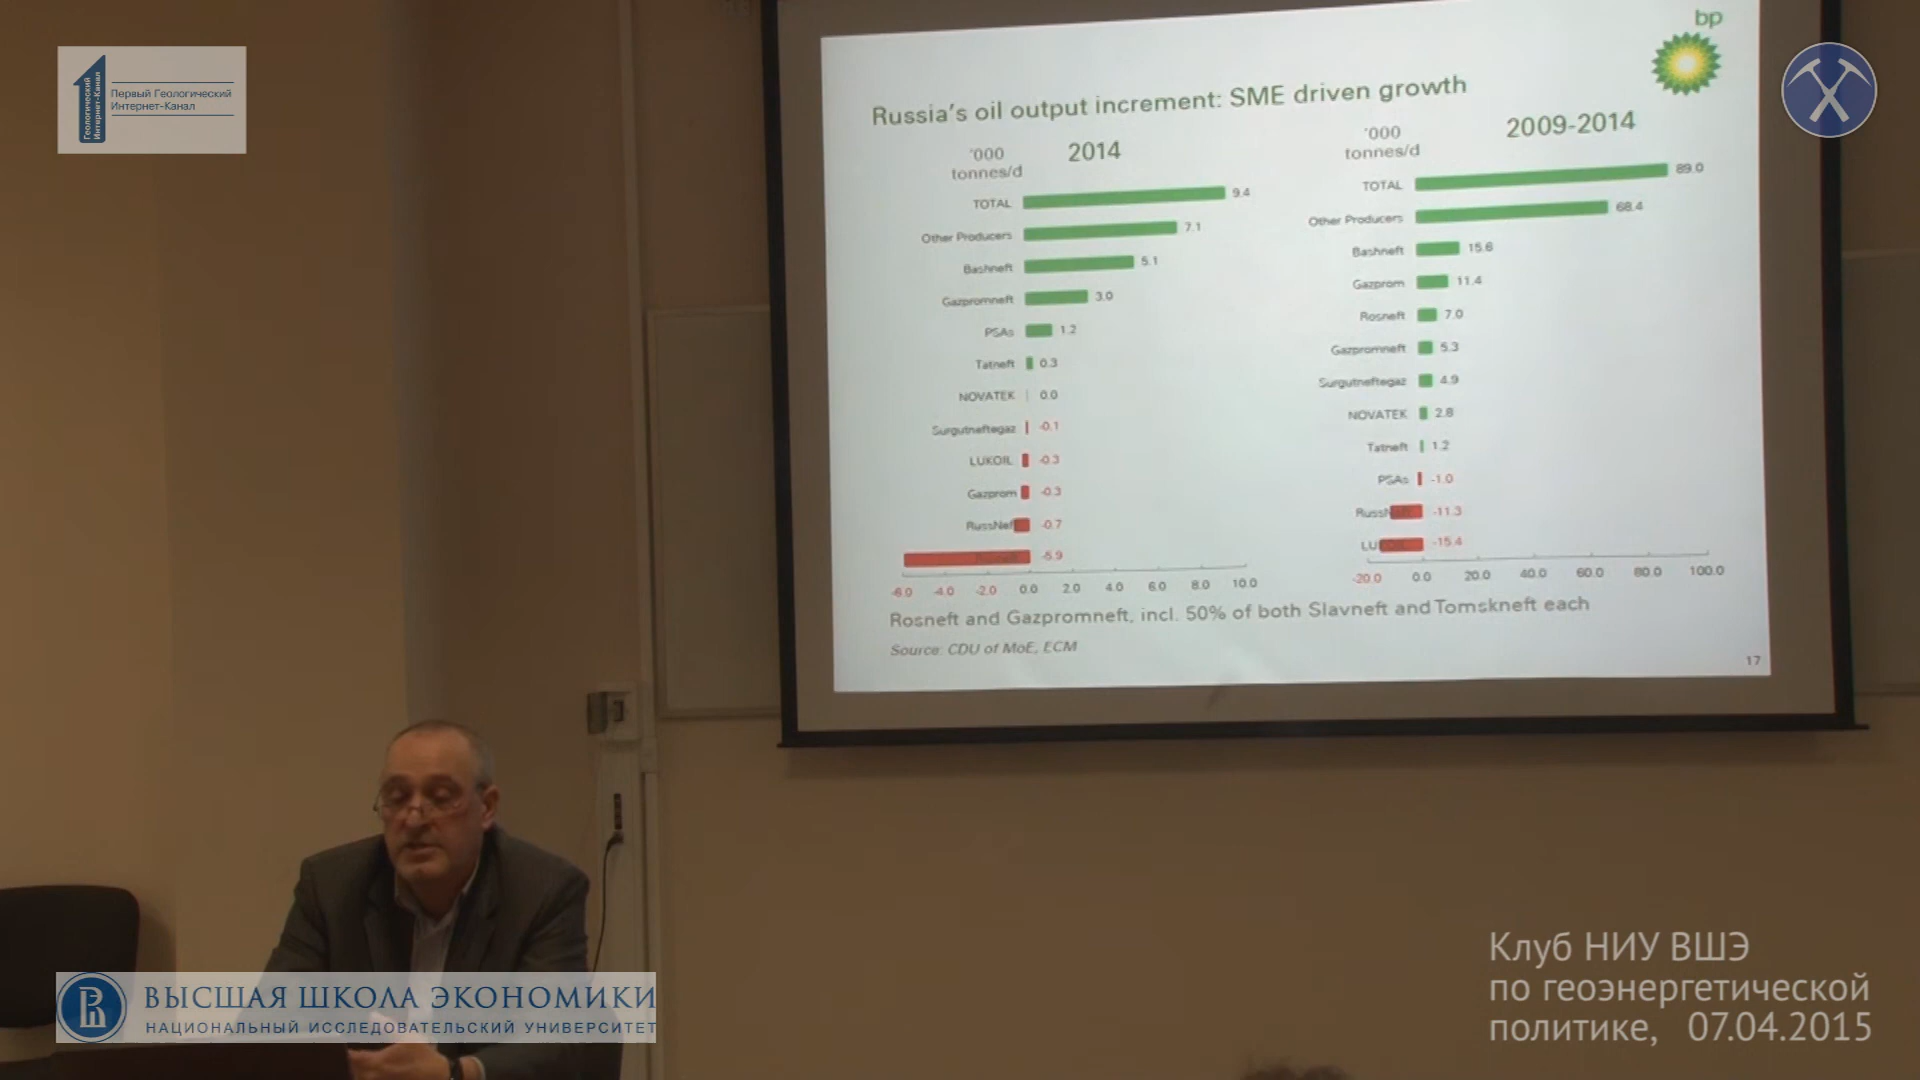 Геологический
Интернет-Канал
Первый Геологический
Интернет-Канал
bp
Russia's oil output increment: SME driven growth
'000
tonnes/d
2014
TOTAL 9.4
Other Producers 7.1
Bashneft 5.1
Gazpromneft 3.0
PSAs 1.2
Tatneft 0.3
NOVATEK 0.0
Surgutneftegaz -0.1
LUKOIL -0.3
Gazprom -0.3
RussNef -0.7
-5.9
-6.0 -4.0 -2.0 0.0 2.0 4.0 6.0 8.0 10.0
'000
tonnes/d
2009-2014
TOTAL 89.0
Other Producers 68.4
Bashneft 15.6
Gazprom 11.4
Rosneft 7.0
Gazpromneft 5.3
Surgutneftegaz 4.9
NOVATEK 2.8
Tatneft 1.2
PSAs -1.0
RussNeft -11.3
LUKOIL -15.4
-20.0 0.0 20.0 40.0 60.0 80.0 100.0
Rosneft and Gazpromneft, incl. 50% of both Slavneft and Tomskneft each
Source: CDU of MoE, ECM
17
ВЫСШАЯ ШКОЛА ЭКОНОМИКИ
НАЦИОНАЛЬНЫЙ ИССЛЕДОВАТЕЛЬСКИЙ УНИВЕРСИТЕТ
Клуб НИУ ВШЭ
по геоэнергетической
политике, 07.04.2015